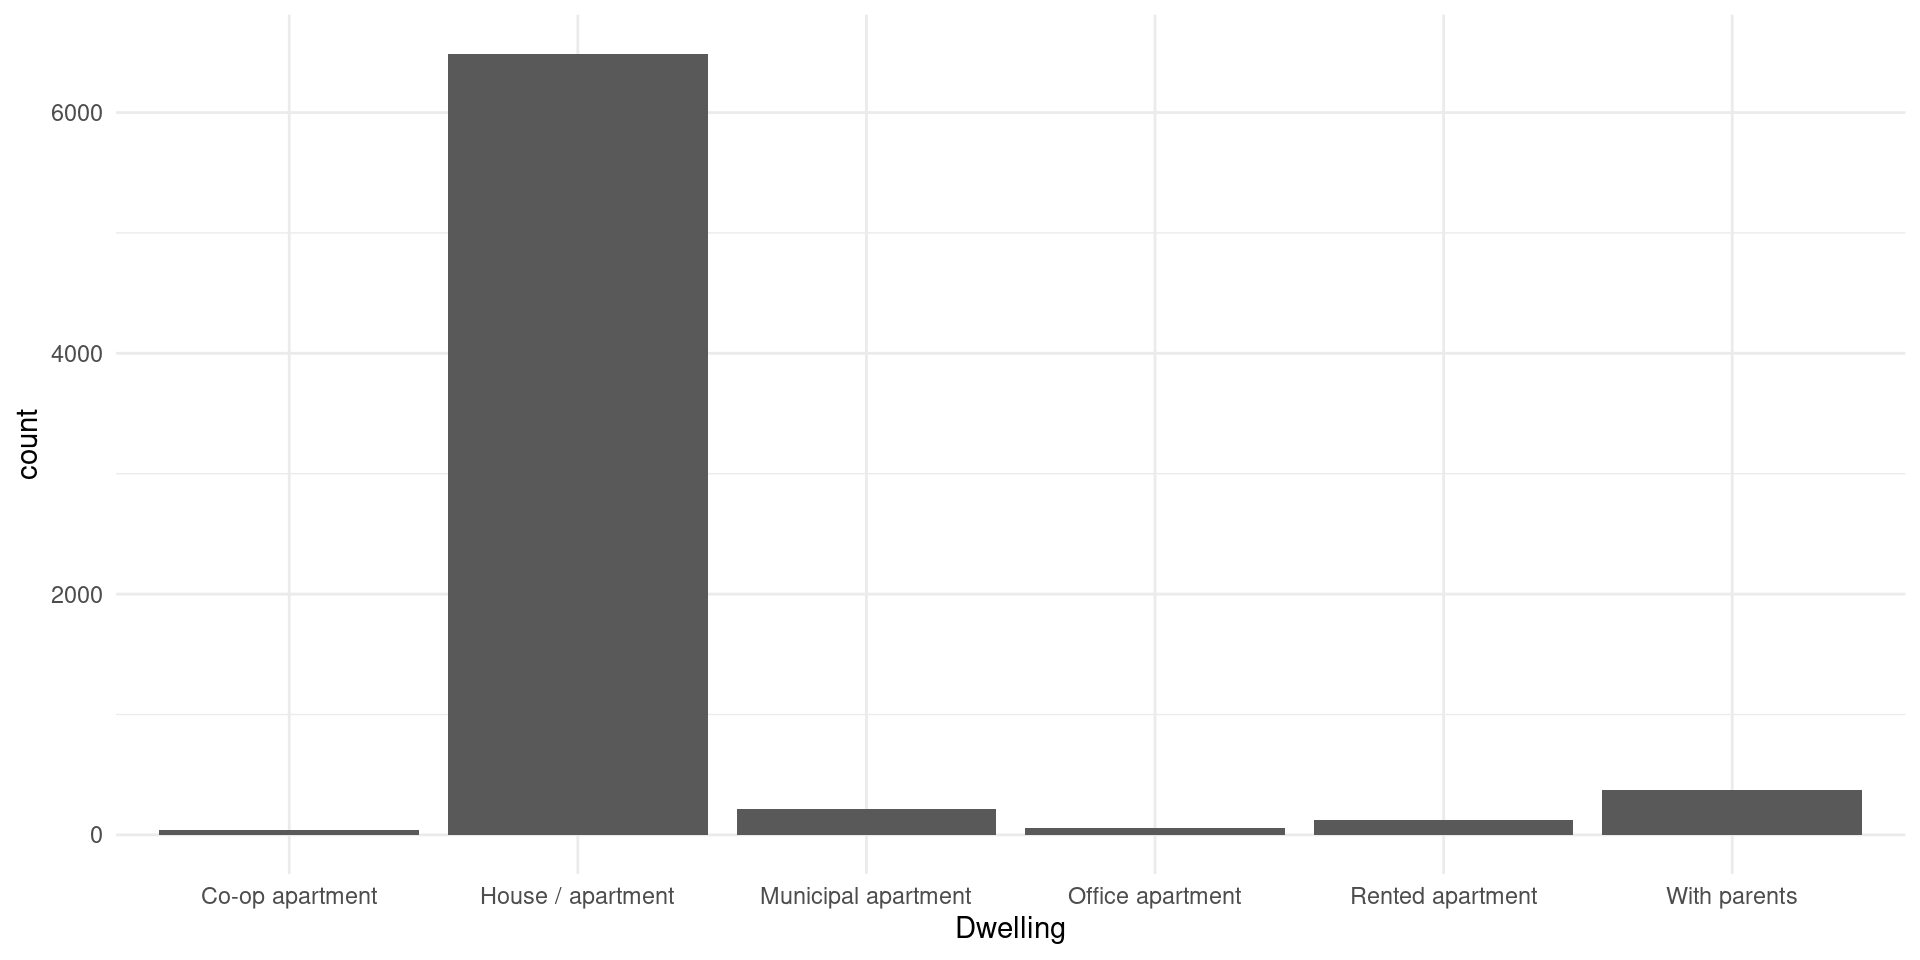 6000
4000
2000
0
count
Co-op apartment
House / apartment
Municipal apartment
Office apartment
Rented apartment
With parents
Dwelling